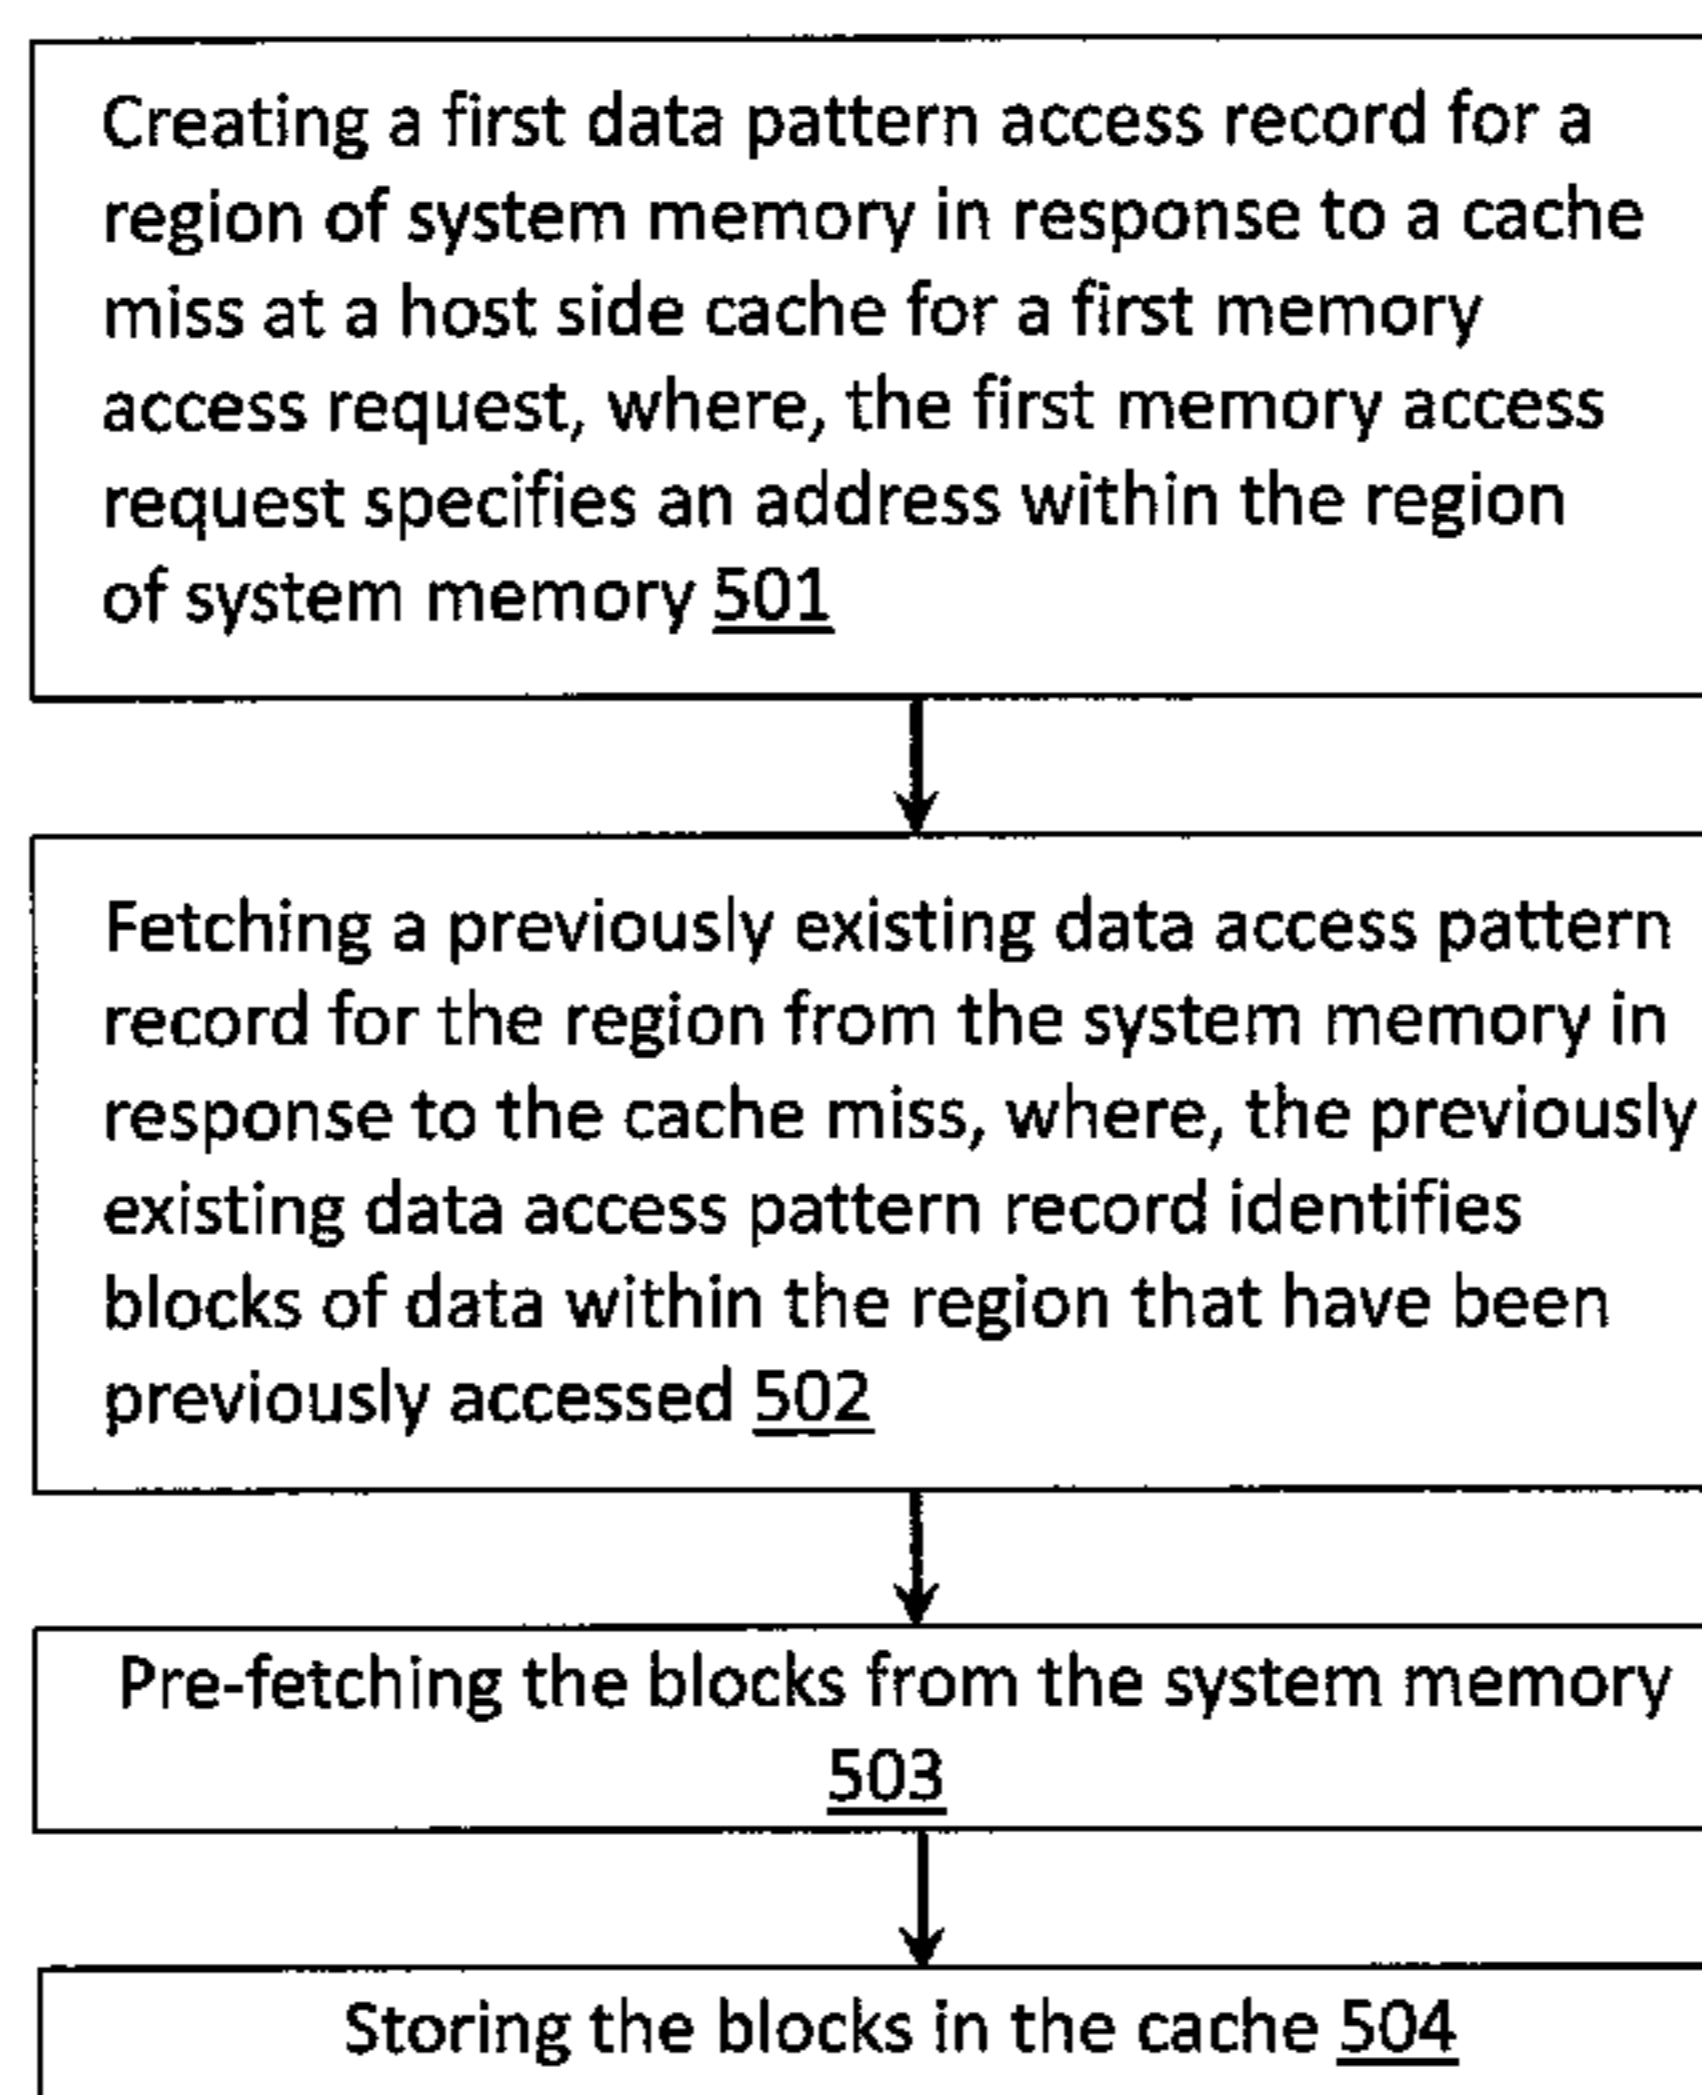 Creating a first data pattern access record for a
region of system memory in response to a cache
miss at a host side cache for a first memory
access request, where, the first memory access
request specifies an address within the region
of system memory 501
Fetching a previously existing data access pattern
record for the region from the system memory in
response to the cache miss, where, the previously
existing data access pattern record identifies
blocks of data within the region that have been
previously accessed 502
Pre-fetching the blocks from the system memory
503
Storing the blocks in the cache 504